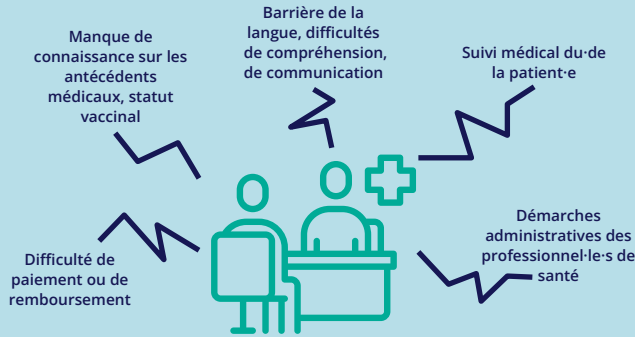 Manque de
connaissance sur les
antécédents
médicaux, statut
vaccinal
Barrière de la
langue, difficultés
de compréhension,
de communication
Suivi médical du·de
la patient·e
Difficulté de
paiement ou de
remboursement
Démarches
administratives des
professionnel·le·s de
santé